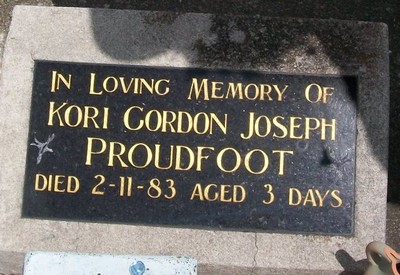 IN LOVING MEMORY OF
KORI GORDON JOSEPH
PROUDFOOT
DIED 2-11-83 AGED 3 DAYS